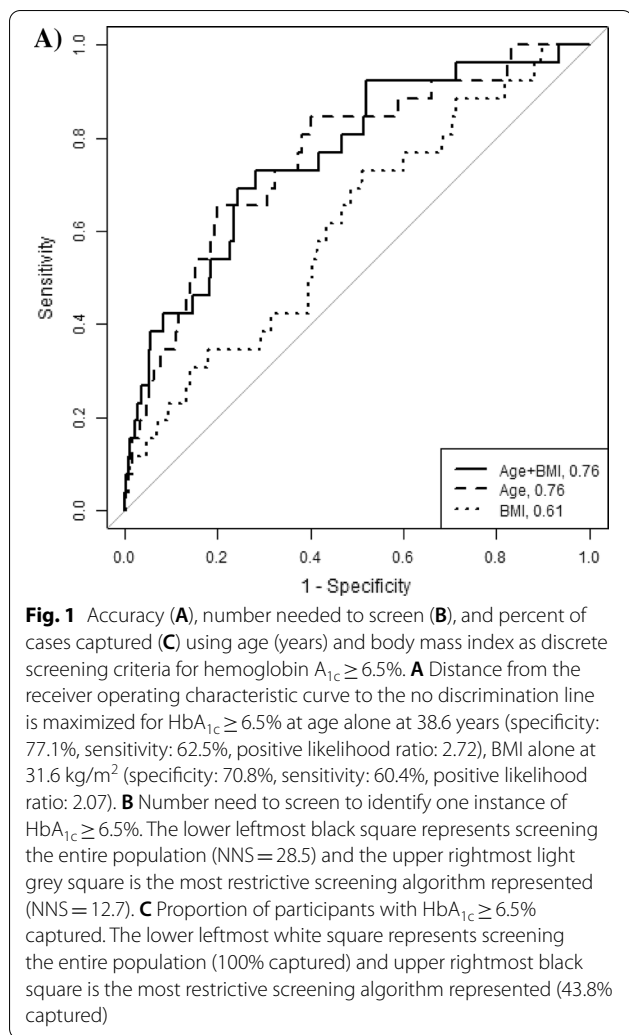 A)
1.0
0.8
0.6
0.4
0.2
0.0
Sensitivity
Age+BMI, 0.76
Age, 0.76
BMI, 0.61
0.0 0.2 0.4 0.6 0.8 1.0
1 - Specificity
Fig. 1 Accuracy (A), number needed to screen (B), and percent of
cases captured (C) using age (years) and body mass index as discrete
screening criteria for hemoglobin A1c ≥ 6.5%. A Distance from the
receiver operating characteristic curve to the no discrimination line
is maximized for HbA1c ≥ 6.5% at age alone at 38.6 years (specificity:
77.1%, sensitivity: 62.5%, positive likelihood ratio: 2.72), BMI alone at
31.6 kg/m² (specificity: 70.8%, sensitivity: 60.4%, positive likelihood
ratio: 2.07). B Number need to screen to identify one instance of
HbA1c ≥ 6.5%. The lower leftmost black square represents screening
the entire population (NNS = 28.5) and the upper rightmost light
grey square is the most restrictive screening algorithm represented
(NNS = 12.7). C Proportion of participants with HbA1c ≥ 6.5%
captured. The lower leftmost white square represents screening
the entire population (100% captured) and upper rightmost black
square is the most restrictive screening algorithm represented (43.8%
captured)